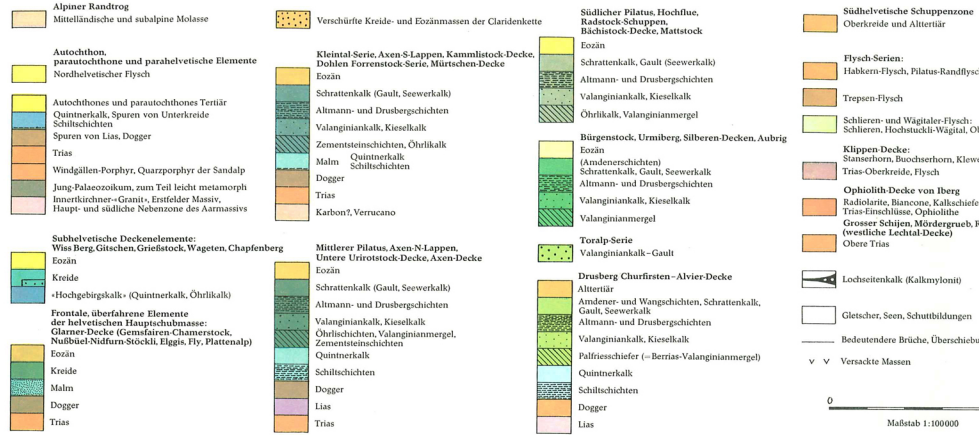 Alpiner Randtrog
Mittelländische und subalpine Molasse
Autochthon,
parautochthone und parahelvetische Elemente
Nordhelvetischer Flysch
Autochthones und parautochthones Tertiär
Quintnerkalk, Spuren von Unterkreide
Schiltschichten
Spuren von Lias, Dogger
Trias
Windgällen-Porphyr, Quarzporphyr der Sandalp
Jung-Palaeozoikum, zum Teil leicht metamorph
Innertkirchner-«Granit», Erstfelder Massiv,
Haupt- und südliche Nebenzone des Aarmassivs
Subhelvetische Deckenelemente:
Wiss Berg, Gitschen, Grießstock, Wageten, Chapfenberg
Eozän
Kreide
«Hochgebirgskalk» (Quintnerkalk, Öhrlikalk)
Frontale, überfahrene Elemente
der helvetischen Hauptschubmasse:
Glarner-Decke (Gemsfairen-Chamerstock,
Nußbüel-Nidfurn-Stöckli, Elggis, Fly, Plattenalp)
Eozän
Kreide
Malm
Dogger
Trias
Verschürfte Kreide- und Eozänmassen der Claridenkette
Kleintal-Serie, Axen-S-Lappen, Kammlistock-Decke,
Dohlen Forrenstock-Serie, Mürtschen-Decke
Eozän
Schrattenkalk (Gault, Seewerkalk)
Altmann- und Drusbergschichten
Valanginiankalk, Kieselkalk
Zementsteinschichten, Öhrlikalk
Malm Quintnerkalk
Schiltschichten
Dogger
Trias
Karbon?, Verrucano
Mittlerer Pilatus, Axen-N-Lappen,
Untere Urirotstock-Decke, Axen-Decke
Eozän
Schrattenkalk (Gault, Seewerkalk)
Altmann- und Drusbergschichten
Valanginiankalk, Kieselkalk
Öhrlischichten, Valanginianmergel,
Zementsteinschichten
Quintnerkalk
Schiltschichten
Dogger
Lias
Trias
Südlicher Pilatus, Hochflue,
Radstock-Schuppen,
Bächistock-Decke, Mattstock
Eozän
Schrattenkalk, Gault (Seewerkalk)
Altmann- und Drusbergschichten
Valanginiankalk, Kieselkalk
Öhrlikalk, Valanginianmergel
Bürgenstock, Urmiberg, Silberen-Decken, Aubrig
Eozän
(Amdenerschichten)
Schrattenkalk, Gault, Seewerkalk
Altmann- und Drusbergschichten
Valanginiankalk, Kieselkalk
Valanginianmergel
Toralp-Serie
Valanginiankalk-Gault
Drusberg Churfirsten-Alvier-Decke
Alttertiär
Amdener- und Wangschichten, Schrattenkalk,
Gault, Seewerkalk
Altmann- und Drusbergschichten
Valanginiankalk, Kieselkalk
Palfriesschiefer (=Berrias-Valanginianmergel)
Quintnerkalk
Schiltschichten
Dogger
Lias
Südhelvetische Schuppenzone
Oberkreide und Alttertiär
Flysch-Serien:
Habkern-Flysch, Pilatus-Randflysc
Trepsen-Flysch
Schlieren- und Wägitaler-Flysch:
Schlieren, Hochstuckli-Wägital, O
Klippen-Decke:
Stanserhorn, Buochserhorn, Klew
Trias-Oberkreide, Flysch
Ophiolith-Decke von Iberg
Radiolarite, Biancone, Kalkschiefe
Trias-Einschlüsse, Ophiolithe
Grosser Schijen, Mördergrueb,
(westliche Lechtal-Decke)
Obere Trias
Lochseitenkalk (Kalkmylonit)
Gletscher, Seen, Schuttbildungen
Bedeutendere Brüche, Überschiebu
v v Versackte Massen
0
Maßstab 1:100000